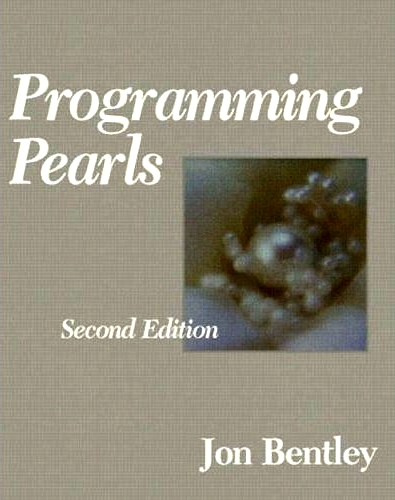 Programming
Pearls
Second Edition
Jon Bentley